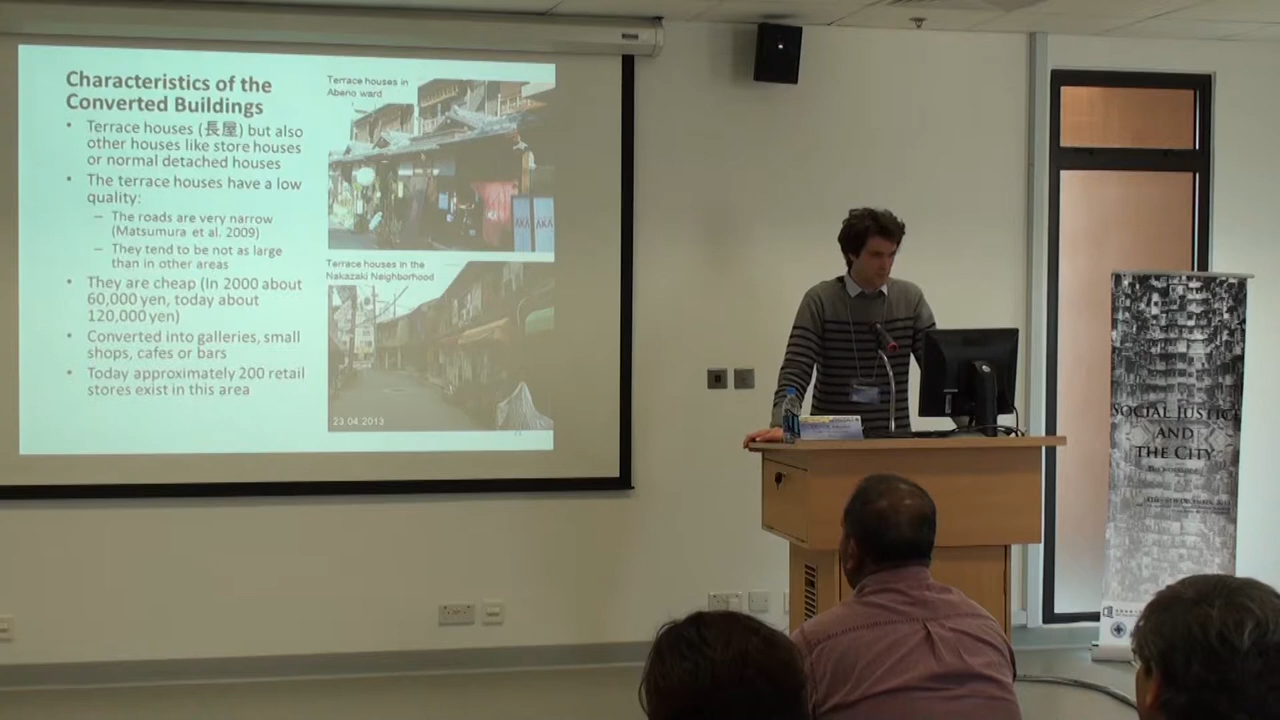 Characteristics of the
Converted Buildings
• Terrace houses (長屋) but also
other houses like store houses
or normal detached houses
• The terrace houses have a low
quality:
– The roads are very narrow
(Matsumura et al. 2009)
– They tend to be not as large
than in other areas
• They are cheap (In 2000 about
60,000 yen, today about
120,000 yen)
• Converted into galleries, small
shops, cafes or bars
• Today approximately 200 retail
stores exist in this area
Terrace houses in
Abeno ward
AKA AKA
Terrace houses in the
Nakazaki Neighborhood
23.04.2013
SOCIAL JUSTICE
AND
THE CITY